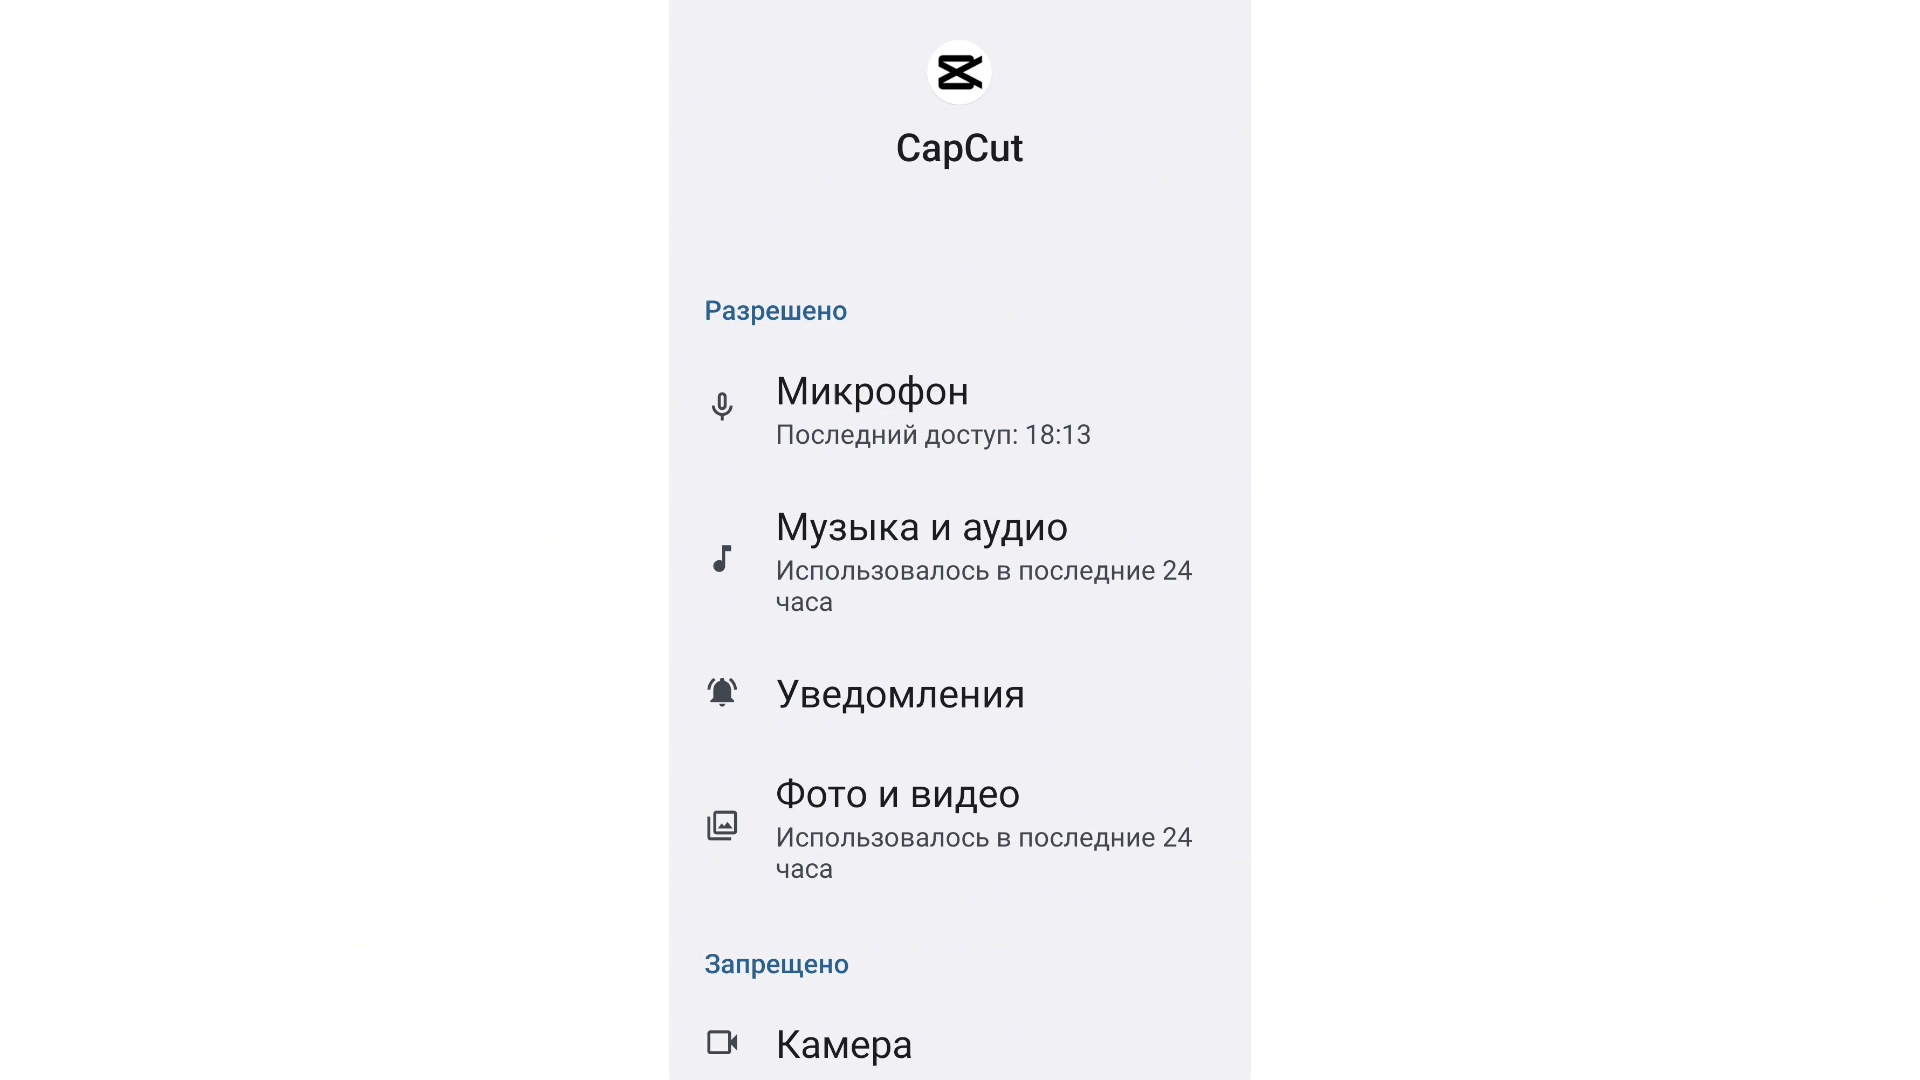 CapCut
Разрешено
Микрофон
Последний доступ: 18:13
Музыка и аудио
Использовалось в последние 24
часа
Уведомления
Фото и видео
Использовалось в последние 24
часа
Запрещено
Камера